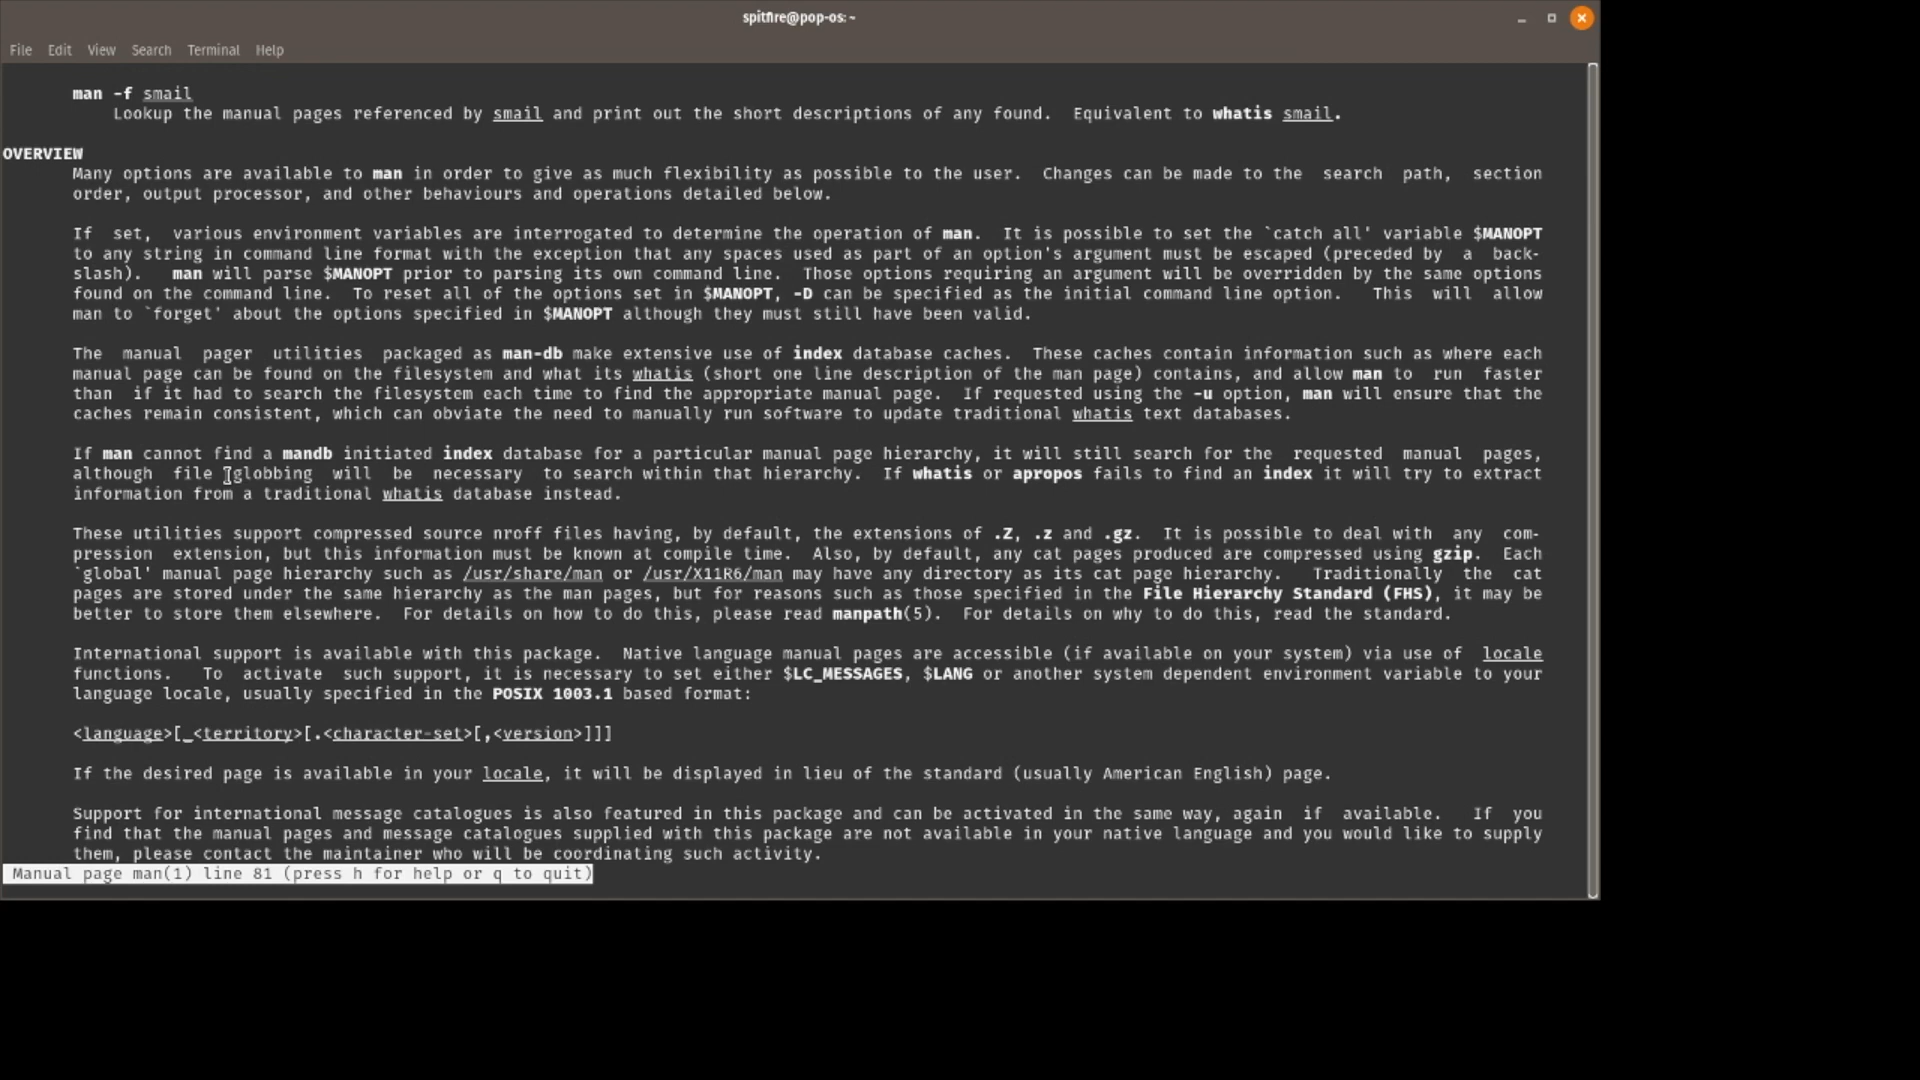 spitfire@pop-os: ~
File Edit View Search Terminal Help
man -f smail
Lookup the manual pages referenced by smail and print out the short descriptions of any found.  Equivalent to whatis smail.
OVERVIEW
Many options are available to man in order to give as much flexibility as possible to the user.  Changes can be made to the  search  path,  section
order, output processor, and other behaviours and operations detailed below.
If  set,  various environment variables are interrogated to determine the operation of man.  It is possible to set the `catch all' variable $MANOPT
to any string in command line format with the exception that any spaces used as part of an option's argument must be escaped (preceded by  a  back-
slash).   man will parse $MANOPT prior to parsing its own command line.  Those options requiring an argument will be overridden by the same options
found on the command line.  To reset all of the options set in $MANOPT, -D can be specified as the initial command line option.   This  will  allow
man to `forget' about the options specified in $MANOPT although they must still have been valid.
The  manual  pager  utilities  packaged as man-db make extensive use of index database caches.  These caches contain information such as where each
manual page can be found on the filesystem and what its whatis (short one line description of the man page) contains, and allow man to  run  faster
than  if it had to search the filesystem each time to find the appropriate manual page.  If requested using the -u option, man will ensure that the
caches remain consistent, which can obviate the need to manually run software to update traditional whatis text databases.
If man cannot find a mandb initiated index database for a particular manual page hierarchy, it will still search for the  requested  manual  pages,
although  file  globbing  will  be  necessary  to search within that hierarchy.  If whatis or apropos fails to find an index it will try to extract
information from a traditional whatis database instead.
These utilities support compressed source nroff files having, by default, the extensions of .Z, .z and .gz.  It is possible to deal with  any  com-
pression  extension, but this information must be known at compile time.  Also, by default, any cat pages produced are compressed using gzip.  Each
`global' manual page hierarchy such as /usr/share/man or /usr/X11R6/man may have any directory as its cat page hierarchy.   Traditionally  the  cat
pages are stored under the same hierarchy as the man pages, but for reasons such as those specified in the File Hierarchy Standard (FHS), it may be
better to store them elsewhere.  For details on how to do this, please read manpath(5).  For details on why to do this, read the standard.
International support is available with this package.  Native language manual pages are accessible (if available on your system) via use of  locale
functions.   To  activate  such support, it is necessary to set either $LC_MESSAGES, $LANG or another system dependent environment variable to your
language locale, usually specified in the POSIX 1003.1 based format:
<language>[_<territory>[.<character-set>[,<version>]]]
If the desired page is available in your locale, it will be displayed in lieu of the standard (usually American English) page.
Support for international message catalogues is also featured in this package and can be activated in the same way, again  if  available.   If  you
find that the manual pages and message catalogues supplied with this package are not available in your native language and you would like to supply
them, please contact the maintainer who will be coordinating such activity.
Manual page man(1) line 81 (press h for help or q to quit)